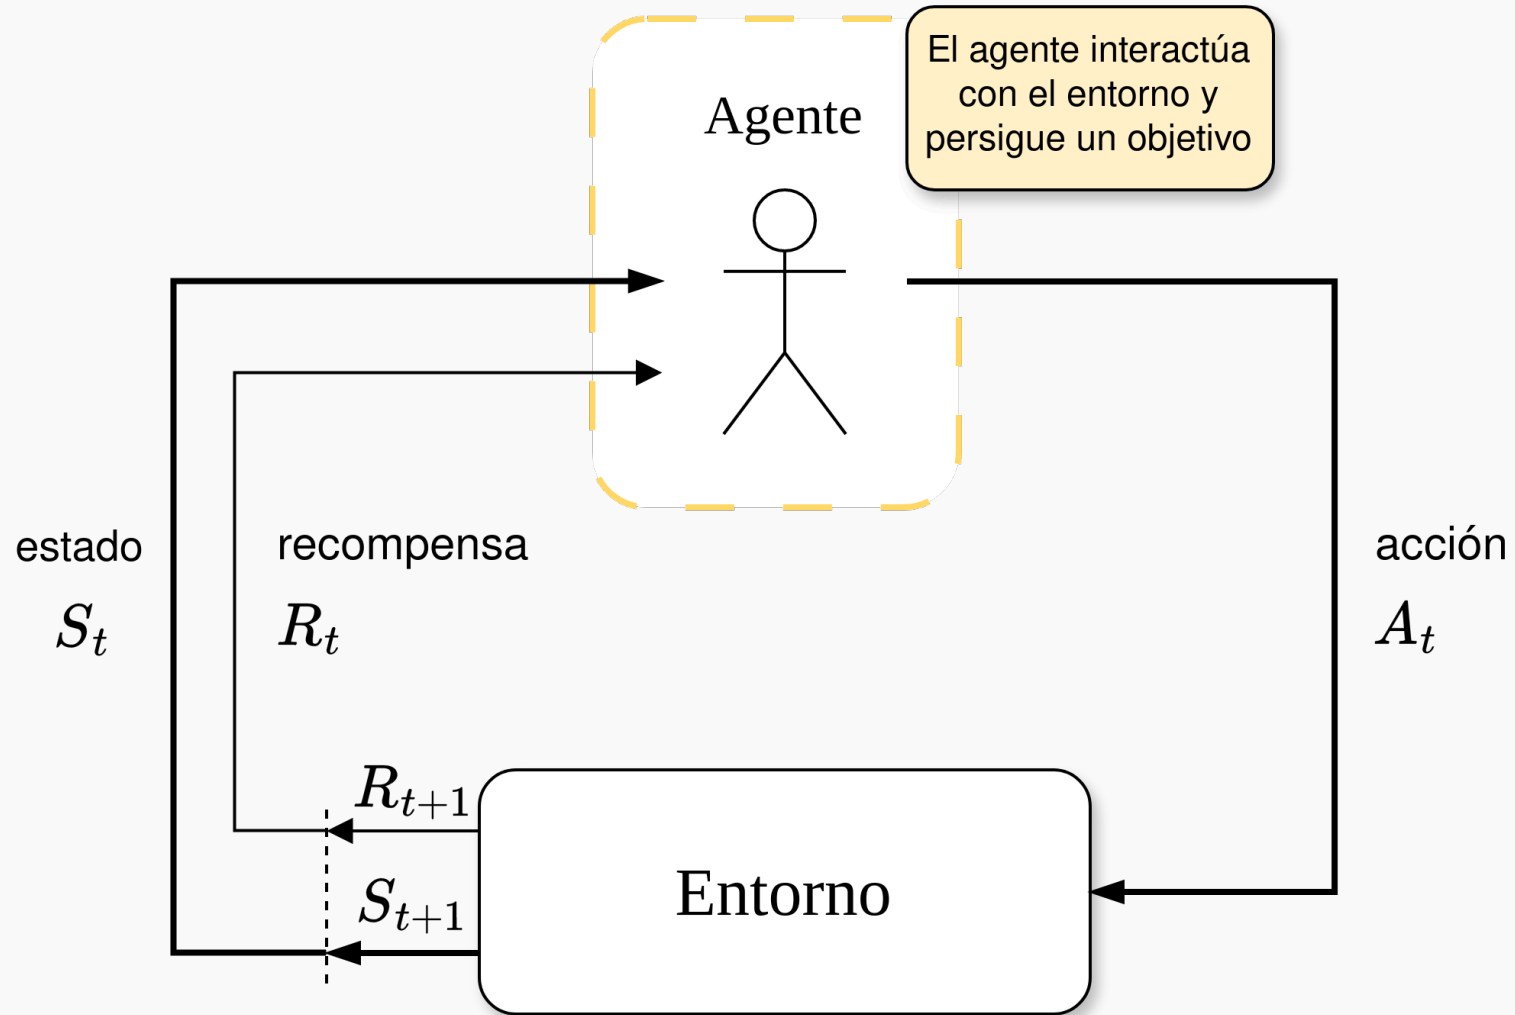 El agente interactúa
con el entorno y
persigue un objetivo
Agente
estado
S_t
recompensa
R_t
acción
A_t
R_{t+1}
S_{t+1}
Entorno